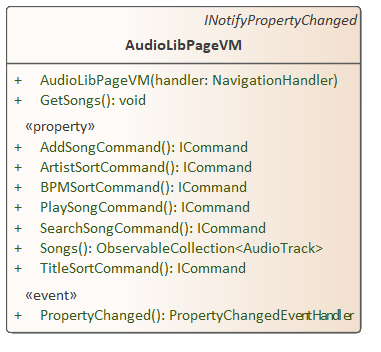 INotifyPropertyChanged
AudioLibPageVM
+ AudioLibPageVM(handler: NavigationHandler)
+ GetSongs(): void
«property»
+ AddSongCommand(): ICommand
+ ArtistSortCommand(): ICommand
+ BPMSortCommand(): ICommand
+ PlaySongCommand(): ICommand
+ SearchSongCommand(): ICommand
+ Songs(): ObservableCollection<AudioTrack>
+ TitleSortCommand(): ICommand
«event»
+ PropertyChanged(): PropertyChangedEventHandler